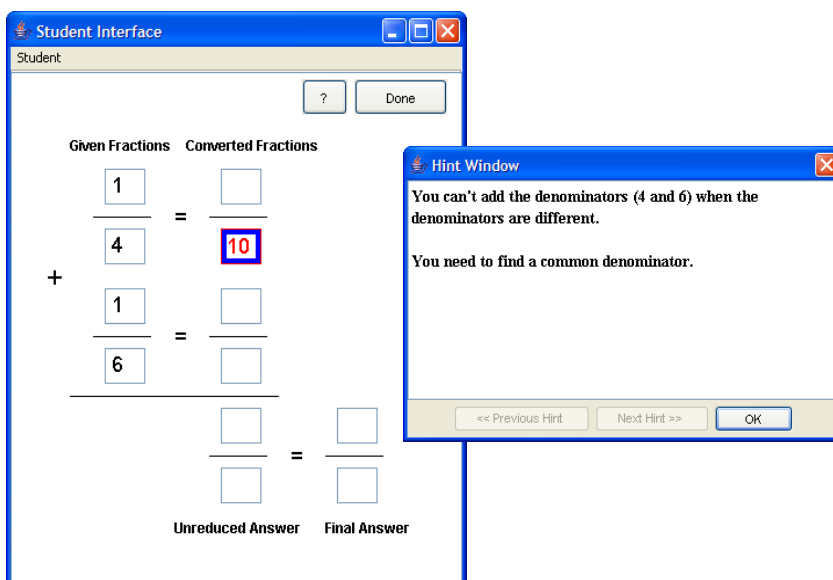 Student Interface
Student
?
Done
Given Fractions
Converted Fractions
1
=
4
10
+
1
=
6
=
Unreduced Answer
Final Answer
Hint Window
You can't add the denominators (4 and 6) when the
denominators are different.
You need to find a common denominator.
<< Previous Hint
Next Hint >>
OK